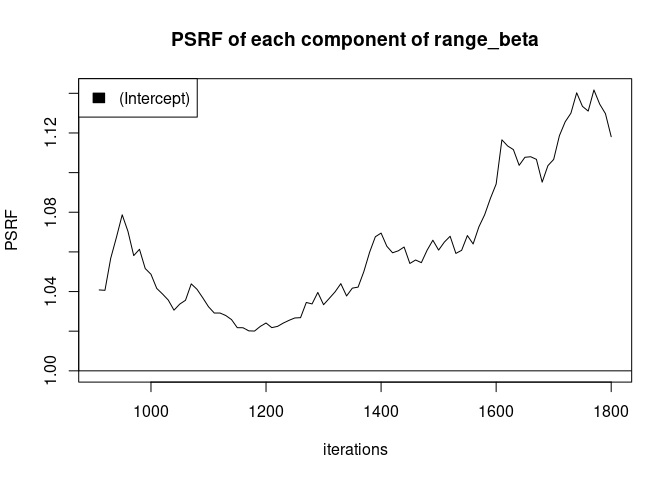 PSRF of each component of range_beta
(Intercept)
PSRF
1.12
1.08
1.04
1.00
1000 1200 1400 1600 1800
iterations